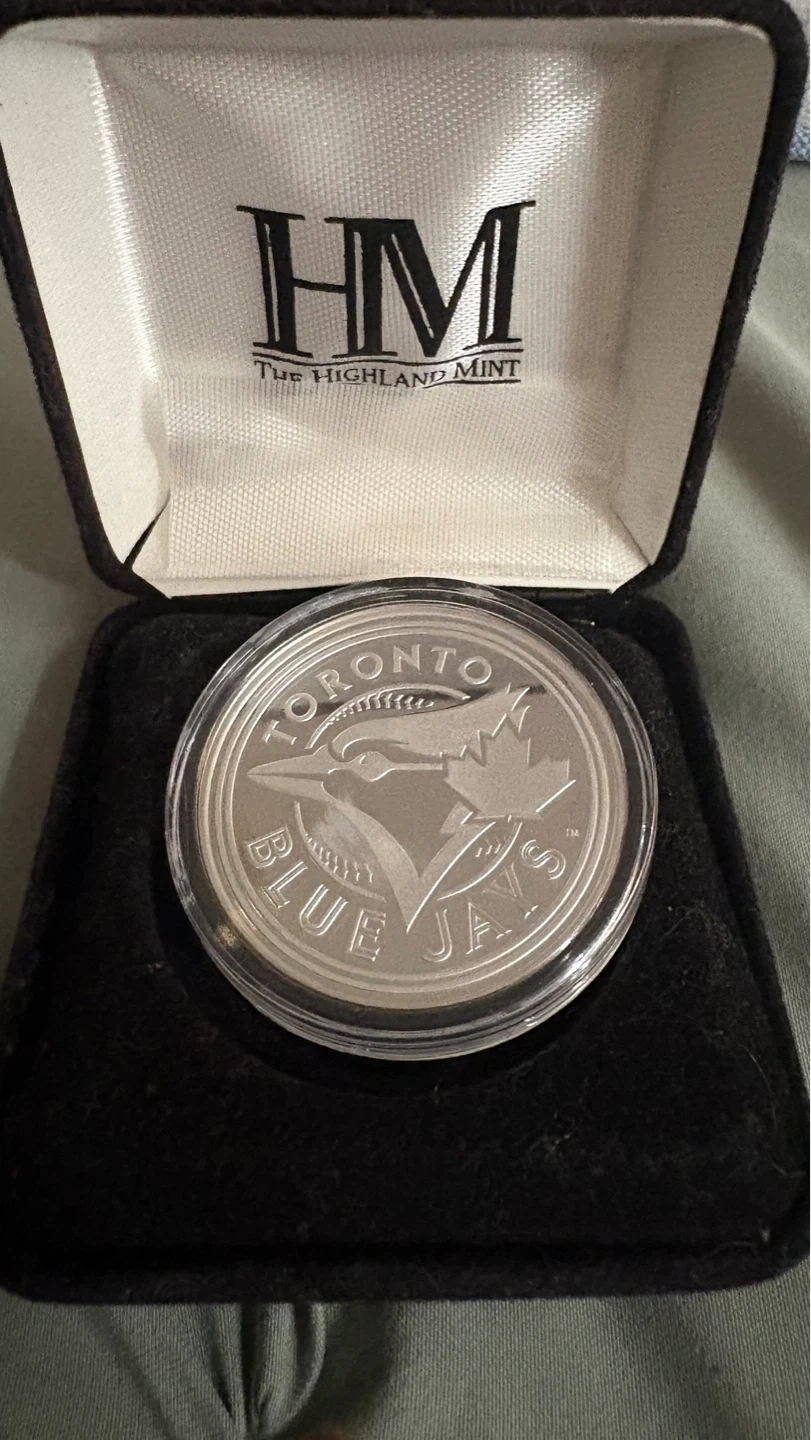 HM
THE HIGHLAND MINT
TORONTO
BLUE JAYS
TM